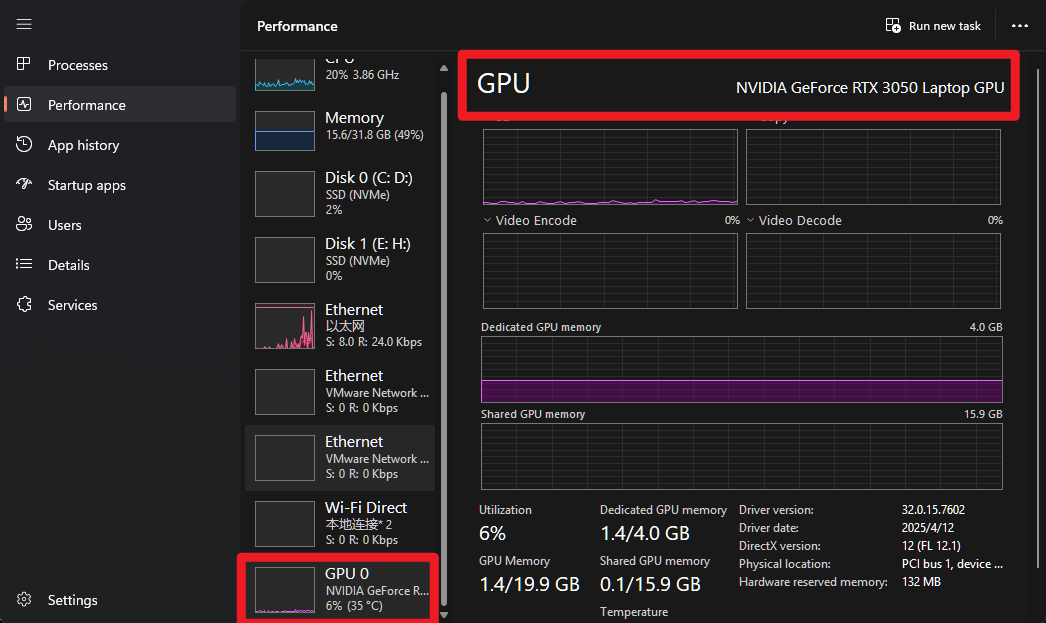 Performance
Run new task
Processes
Performance
App history
Startup apps
Users
Details
Services
Settings
CPU
20% 3.86 GHz
Memory
15.6/31.8 GB (49%)
Disk 0 (C: D:)
SSD (NVMe)
2%
Disk 1 (E: H:)
SSD (NVMe)
0%
Ethernet
以太网
S: 8.0 R: 24.0 Kbps
Ethernet
VMware Network ...
S: 0 R: 0 Kbps
Ethernet
VMware Network ...
S: 0 R: 0 Kbps
Wi-Fi Direct
本地连接* 2
S: 0 R: 0 Kbps
GPU 0
NVIDIA GeForce R...
6% (35 °C)
GPU
NVIDIA GeForce RTX 3050 Laptop GPU
Video Encode 0%
Video Decode 0%
Dedicated GPU memory 4.0 GB
Shared GPU memory 15.9 GB
Utilization
6%
Dedicated GPU memory
1.4/4.0 GB
GPU Memory
1.4/19.9 GB
Shared GPU memory
0.1/15.9 GB
Temperature
Driver version: 32.0.15.7602
Driver date: 2025/4/12
DirectX version: 12 (FL 12.1)
Physical location: PCI bus 1, device ...
Hardware reserved memory: 132 MB